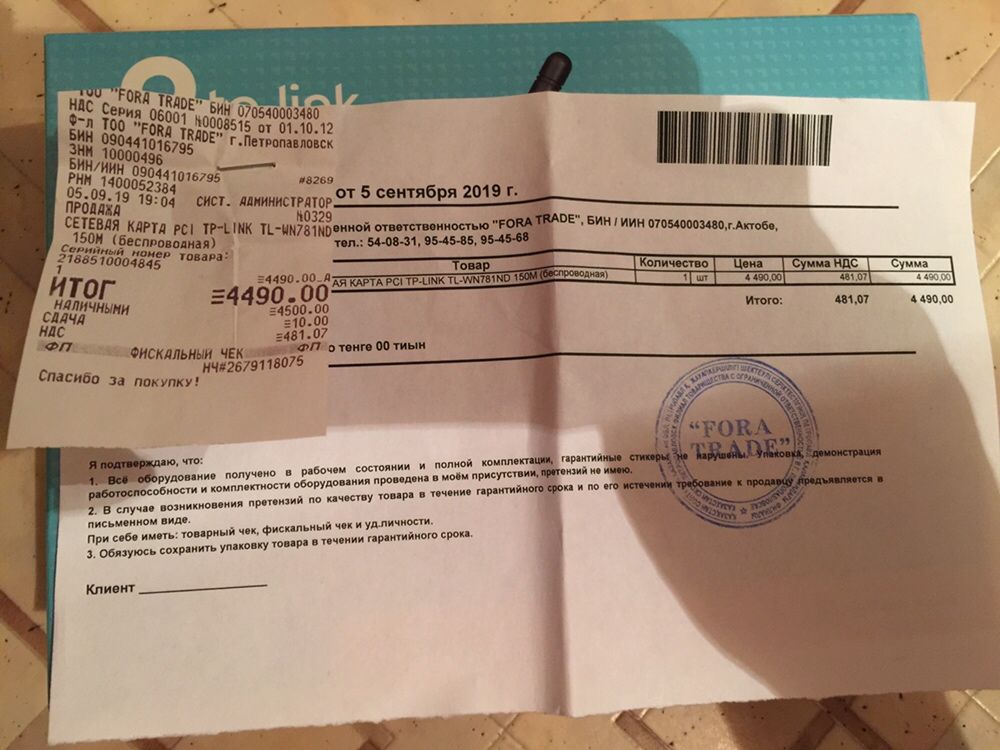 tp-link
ТОО "FORA TRADE" БИН 070540003480
НДС Серия 06001 №0008515 от 01.10.12
Ф-л ТОО "FORA TRADE" г.Петропавловск
БИН 090441016795
ЗНМ 10000496
БИН/ИИН 090441016795
#8269
РНМ 1400052384
05.09.19 19:04 СИСТ. АДМИНИСТРАТОР
ПРОДАЖА №0329
СЕТЕВАЯ КАРТА PCI TP-LINK TL-WN781ND
150M (беспроводная)
Серийный номер товара:
2188510004845
1 ≡4490.00_А
ИТОГ ≡4490.00
НАЛИЧНЫМИ ≡4500.00
СДАЧА ≡10.00
НДС ≡481.07
ФП ФИСКАЛЬНЫЙ ЧЕК ФП
НЧ#2679118075
Спасибо за покупку!
от 5 сентября 2019 г.
енной ответственностью "FORA TRADE", БИН / ИИН 070540003480,г.Актобе,
тел.: 54-08-31, 95-45-85, 95-45-68
Товар Количество Цена Сумма НДС Сумма
АЯ КАРТА PCI TP-LINK TL-WN781ND 150M (беспроводная) 1 шт 4 490,00 481,07 4 490,00
Итого: 481,07 4 490,00
о тенге 00 тиын
"FORA
TRADE"
Я подтверждаю, что:
1. Всё оборудование получено в рабочем состоянии и полной комплектации, гарантийные стикеры не нарушены. Упаковка, демонстрация
работоспособности и комплектности оборудования проведена в моём присутствии, претензий не имею.
2. В случае возникновения претензий по качеству товара в течение гарантийного срока и по его истечении требование к продавцу предъявляется в
письменном виде.
При себе иметь: товарный чек, фискальный чек и уд.личности.
3. Обязуюсь сохранить упаковку товара в течении гарантийного срока.
Клиент